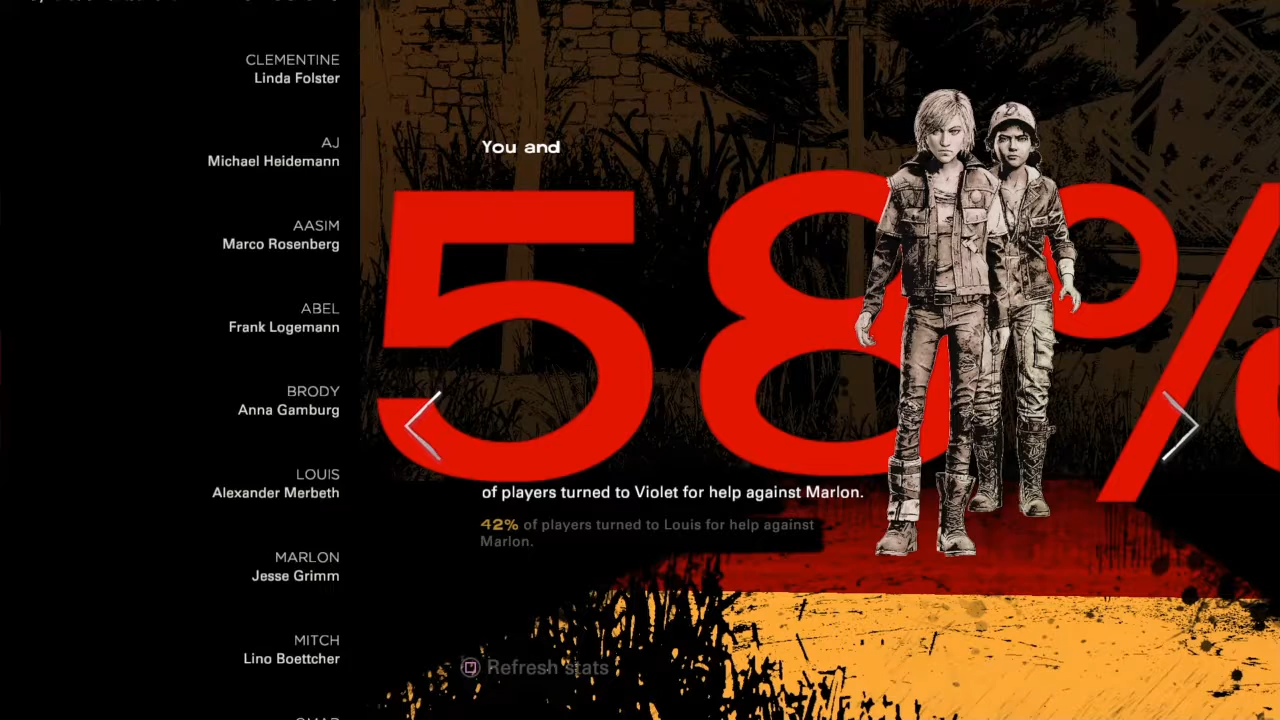 CLEMENTINE
Linda Folster
AJ
Michael Heidemann
AASIM
Marco Rosenberg
ABEL
Frank Logemann
BRODY
Anna Gamburg
LOUIS
Alexander Merbeth
MARLON
Jesse Grimm
MITCH
Lino Boettcher
You and
58%
of players turned to Violet for help against Marlon.
42% of players turned to Louis for help against
Marlon.
Refresh stats